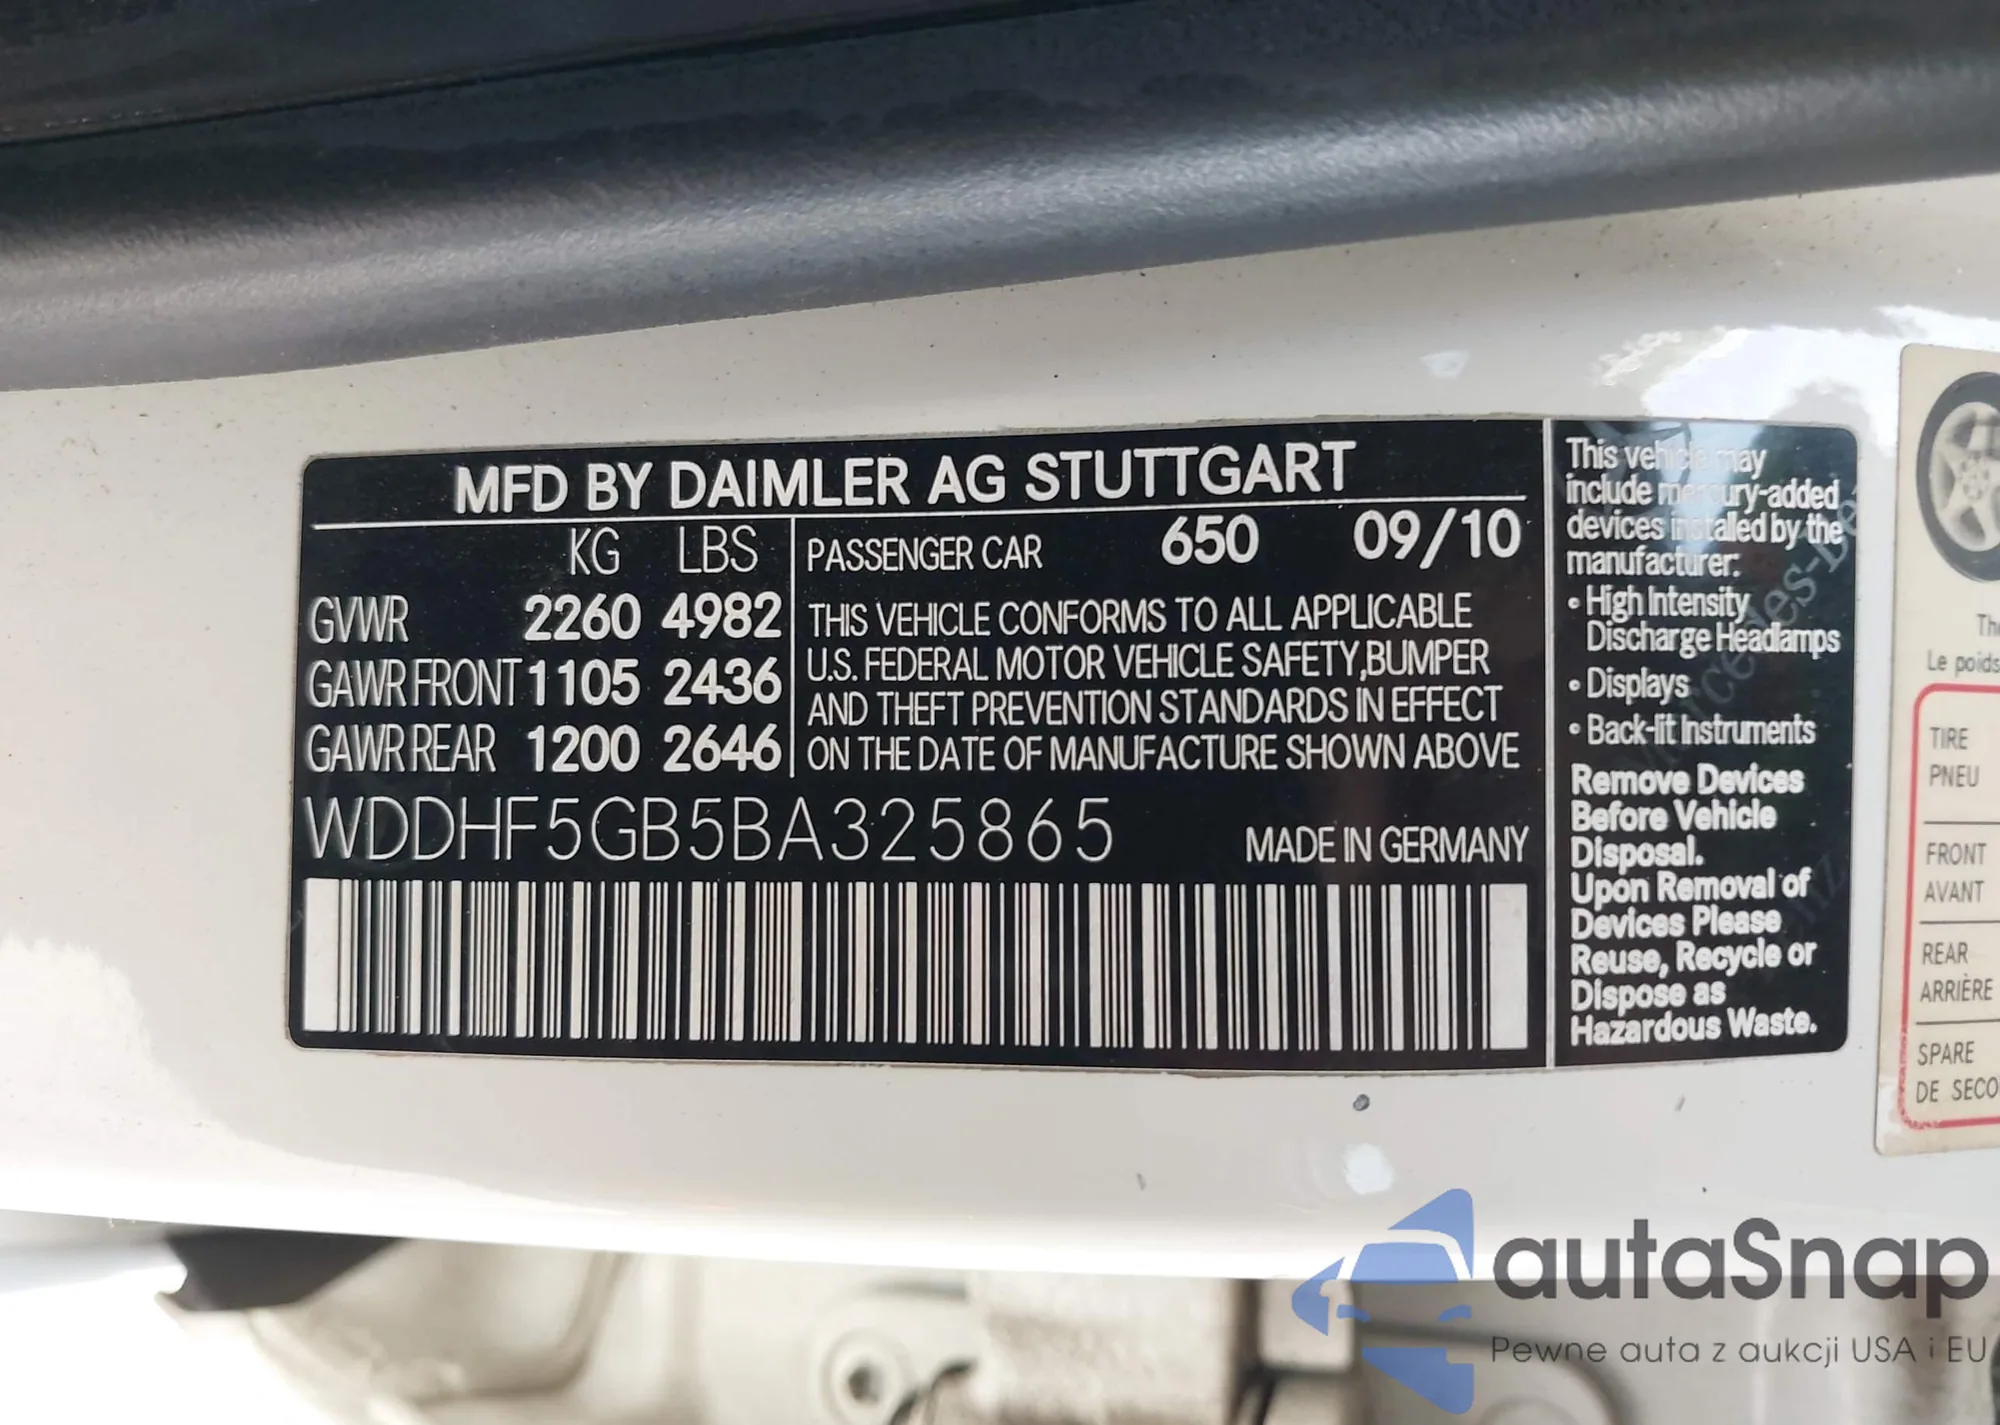 MFD BY DAIMLER AG STUTTGART
KG LBS
GVWR 2260 4982
GAWR FRONT 1105 2436
GAWR REAR 1200 2646
PASSENGER CAR 650 09/10
THIS VEHICLE CONFORMS TO ALL APPLICABLE
U.S. FEDERAL MOTOR VEHICLE SAFETY,BUMPER
AND THEFT PREVENTION STANDARDS IN EFFECT
ON THE DATE OF MANUFACTURE SHOWN ABOVE
WDDHF5GB5BA325865
MADE IN GERMANY
This vehicle may
include mercury-added
devices installed by the
manufacturer:
• High Intensity
Discharge Headlamps
• Displays
• Back-lit Instruments
Remove Devices
Before Vehicle
Disposal.
Upon Removal of
Devices Please
Reuse, Recycle or
Dispose as
Hazardous Waste.
Le poids
TIRE
PNEU
FRONT
AVANT
REAR
ARRIÈRE
SPARE
DE SECO
autaSnap
Pewne auta z aukcji USA i EU